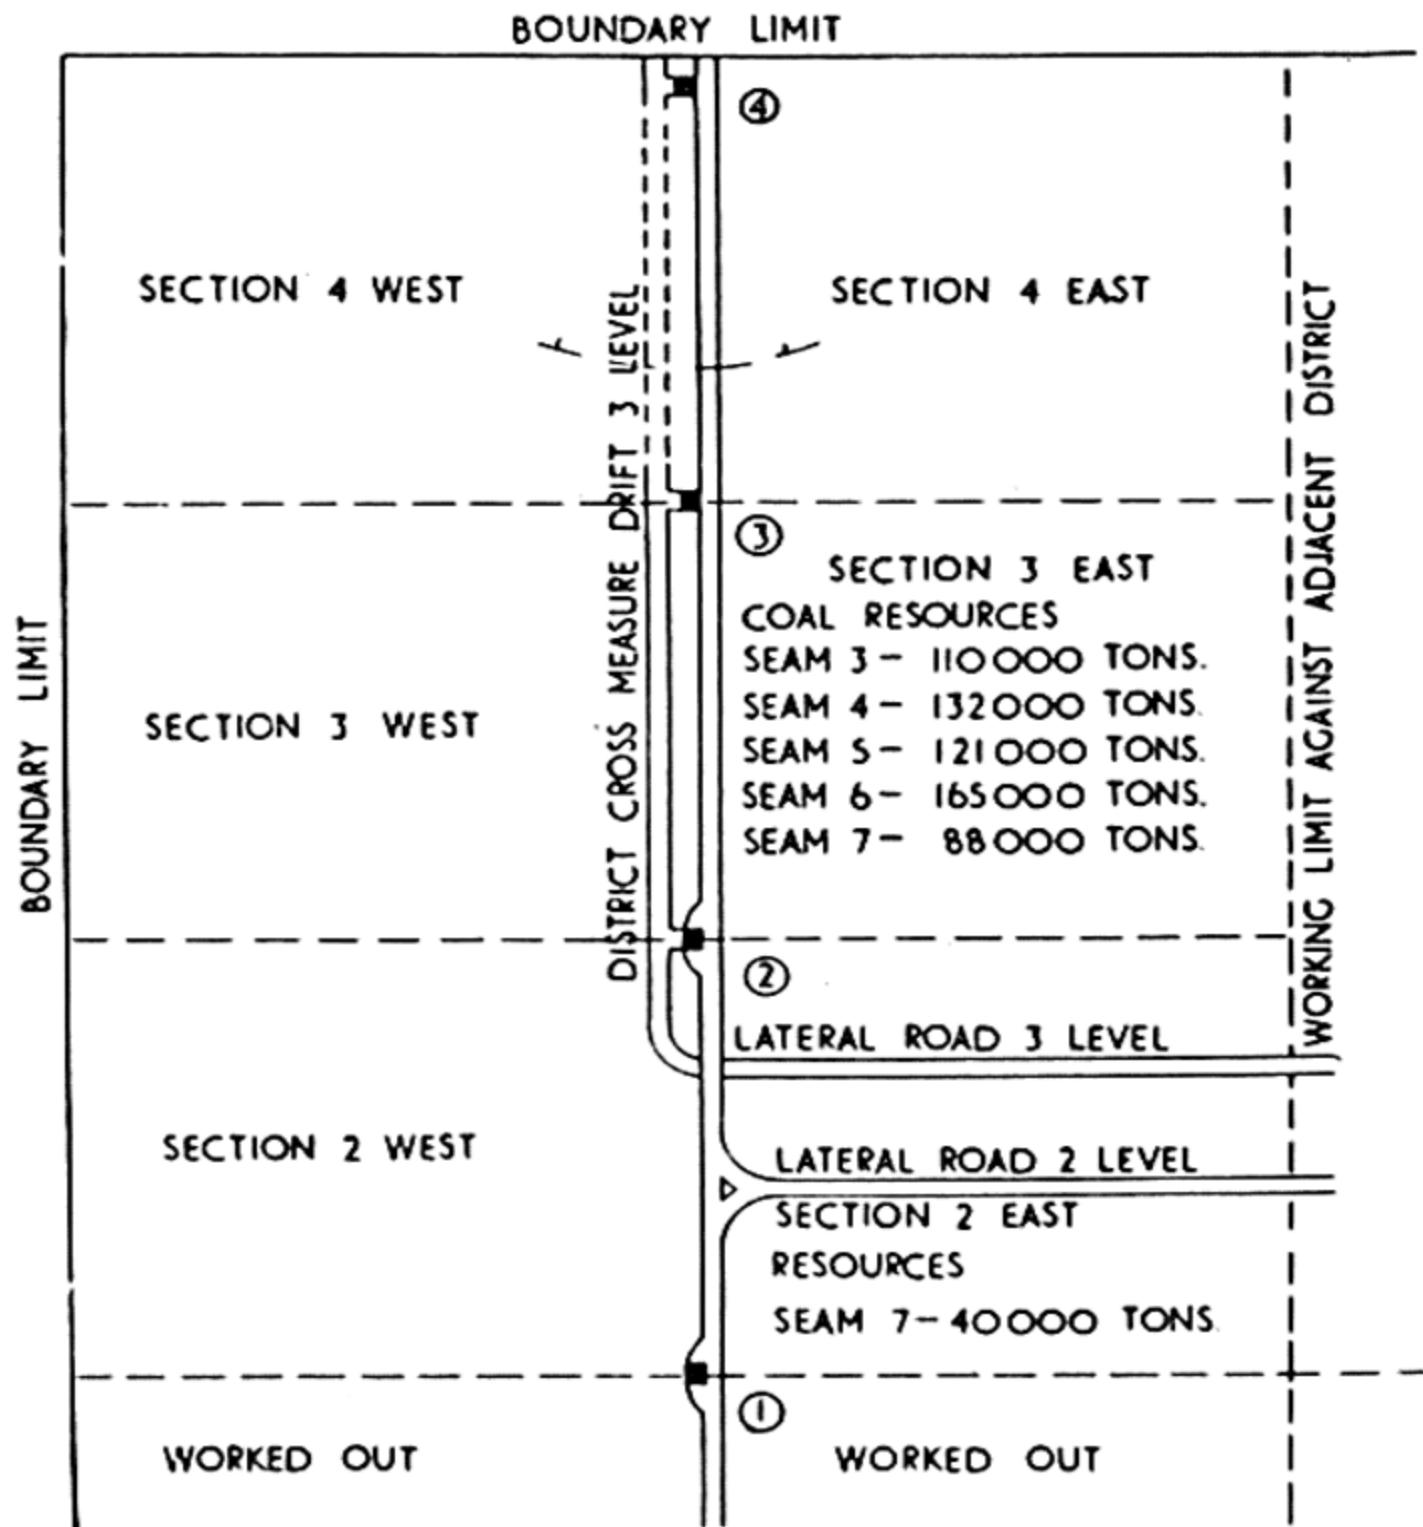 BOUNDARY LIMIT
④
SECTION 4 WEST
SECTION 4 EAST
DISTRICT CROSS MEASURE DRIFT 3 LEVEL
WORKING LIMIT AGAINST ADJACENT DISTRICT
BOUNDARY LIMIT
③
SECTION 3 EAST
COAL RESOURCES
SEAM 3 - 110000 TONS.
SEAM 4 - 132000 TONS.
SEAM 5 - 121000 TONS.
SEAM 6 - 165000 TONS.
SEAM 7 - 88000 TONS.
SECTION 3 WEST
②
LATERAL ROAD 3 LEVEL
SECTION 2 WEST
LATERAL ROAD 2 LEVEL
SECTION 2 EAST
RESOURCES
SEAM 7 - 40000 TONS.
①
WORKED OUT
WORKED OUT